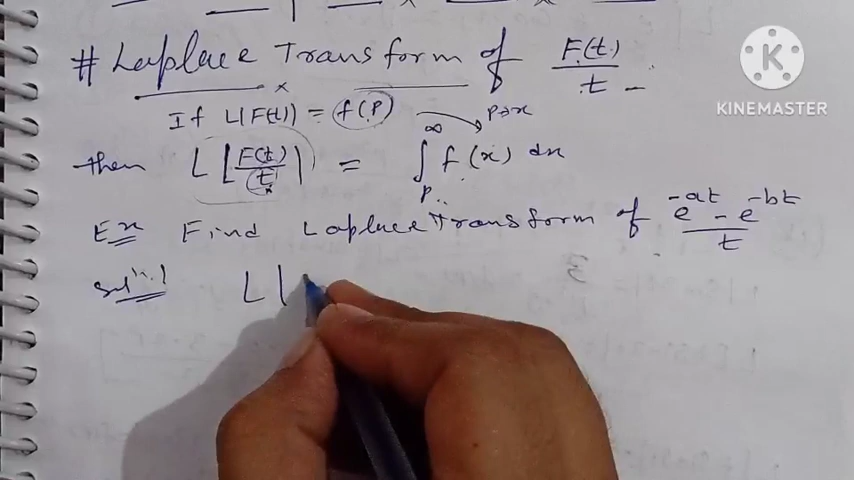 # Laplace Transform of F(t)/t
If L|F(t)| = f(P) P→x
then L|F(t)/t| = ∫ₚ^∞ f(x) dx
Ex Find Laplace Transform of e^-at - e^-bt / t
solⁿ. L|
KINEMASTER